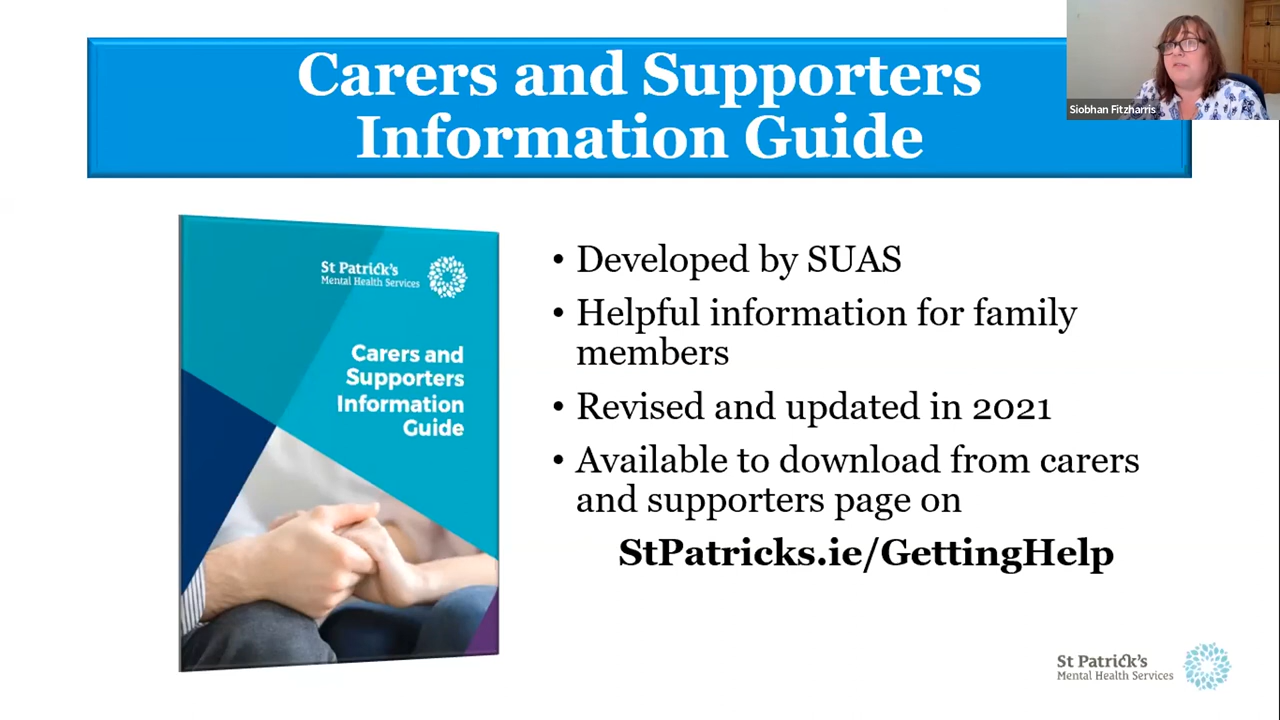 Carers and Supporters
Information Guide
Siobhan Fitzharris
St Patrick's
Mental Health Services
Carers and
Supporters
Information
Guide
• Developed by SUAS
• Helpful information for family
members
• Revised and updated in 2021
• Available to download from carers
and supporters page on
StPatricks.ie/GettingHelp
St Patrick's
Mental Health Services